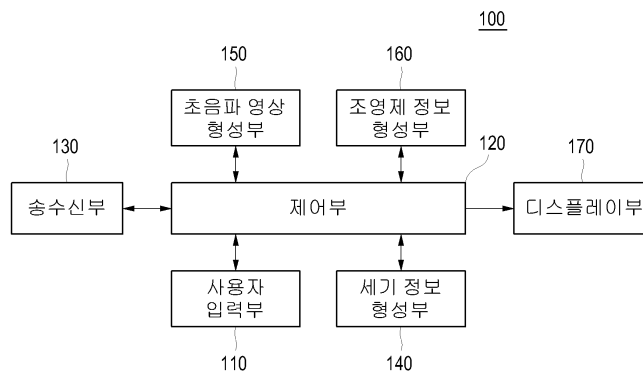 100
150
160
초음파 영상
형성부
조영제 정보
형성부
130
120
170
송수신부
제어부
디스플레이부
사용자
입력부
세기 정보
형성부
110
140